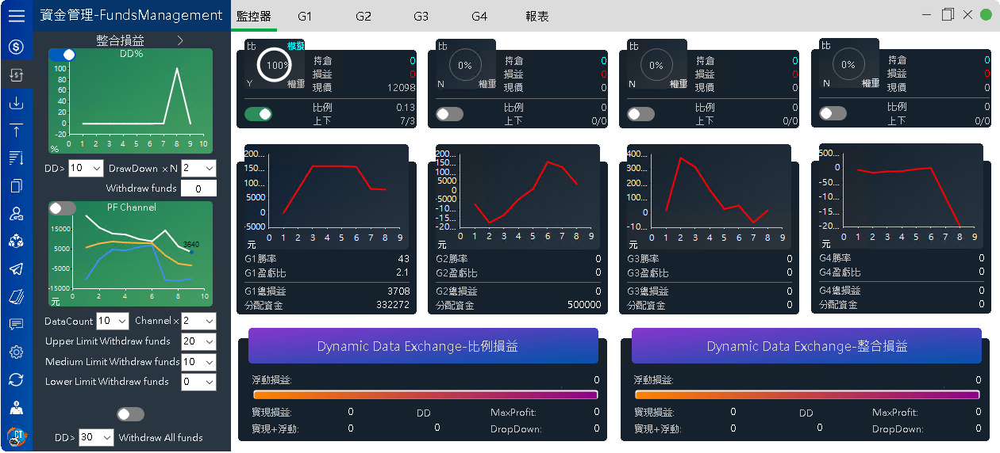 資金管理-FundsManagement
監控器 G1 G2 G3 G4 報表
整合損益
DD%
100
80
60
40
20
0
-20
% 0 1 2 3 4 5 6 7 8 9 10
DD> 10 DrawDown ×N 2
Withdraw funds 0
PF Channel
15000
5000
-5000
-15000
3640
元 0 2 4 6 8 10
DataCount 10 Channel× 2
Upper Limit Withdraw funds 20
Medium Limit Withdraw funds 10
Lower Limit Withdraw funds 0
DD> 30 Withdraw All funds
CT
比 模擬
100%
Y 權重
持倉 0
損益 0
現價 12098
比例 0.13
上下 7/3
比
0%
N 權重
持倉 0
損益 0
現價 0
比例 0
上下 0/0
比
0%
N 權重
持倉 0
損益 0
現價 0
比例 0
上下 0/0
比
0%
N 權重
持倉 0
損益 0
現價 0
比例 0
上下 0/0
200...
150...
100...
5000
0
-5000
元 0 1 2 3 4 5 6 7 8 9
G1勝率 43
G1盈虧比 2.1
G1總損益 3708
分配資金 332272
200...
150...
100...
5000
0
-5000
-10...
-15...
-20...
元 0 1 2 3 4 5 6 7 8 9
G2勝率 0
G2盈虧比 0
G2總損益 0
分配資金 500000
400...
300...
200...
100...
0
-10...
元 0 1 2 3 4 5 6 7 8 9
G3勝率 0
G3盈虧比 0
G3總損益 0
分配資金 0
500...
0
-50...
-10...
-15...
-20...
元 0 1 2 3 4 5 6 7 8 9
G4勝率 0
G4盈虧比 0
G4總損益 0
分配資金 0
Dynamic Data Exchange-比例損益
浮動損益: 0
實現損益: 0 DD MaxProfit: 0
實現+浮動: 0 0 DropDown: 0
Dynamic Data Exchange-整合損益
浮動損益: 0
實現損益: 0 DD MaxProfit: 0
實現+浮動: 0 0 DropDown: 0